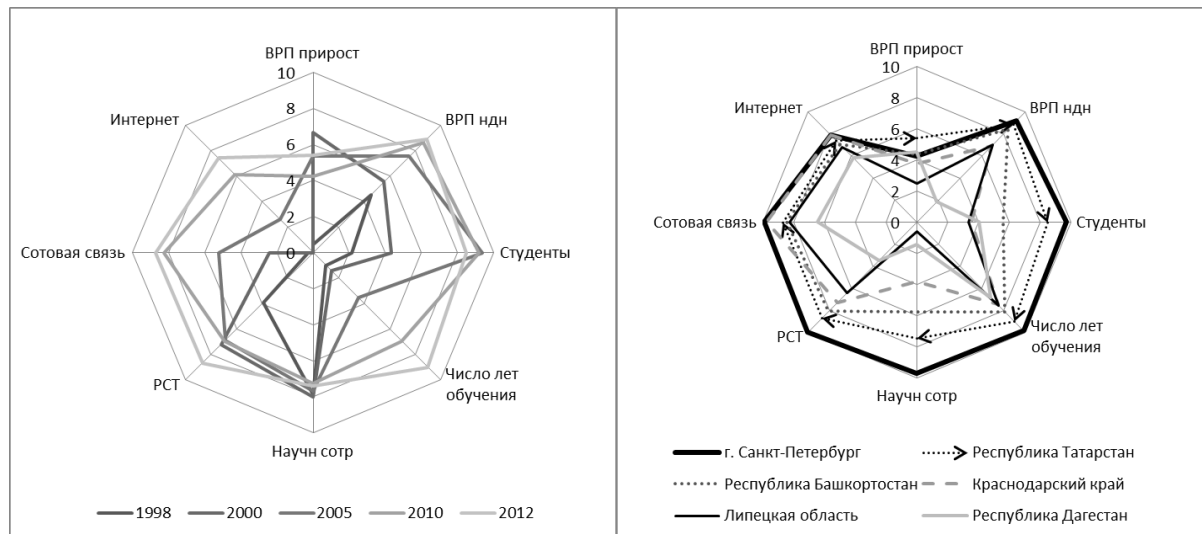 ВРП прирост
10
8
6
4
2
0
ВРП ндн
Студенты
Число лет
обучения
Научн сотр
РСТ
Сотовая связь
Интернет
1998 2000 2005 2010 2012
ВРП прирост
10
8
6
4
2
0
ВРП ндн
Студенты
Число лет
обучения
Научн сотр
РСТ
Сотовая связь
Интернет
г. Санкт-Петербург Республика Татарстан
Республика Башкортостан Краснодарский край
Липецкая область Республика Дагестан